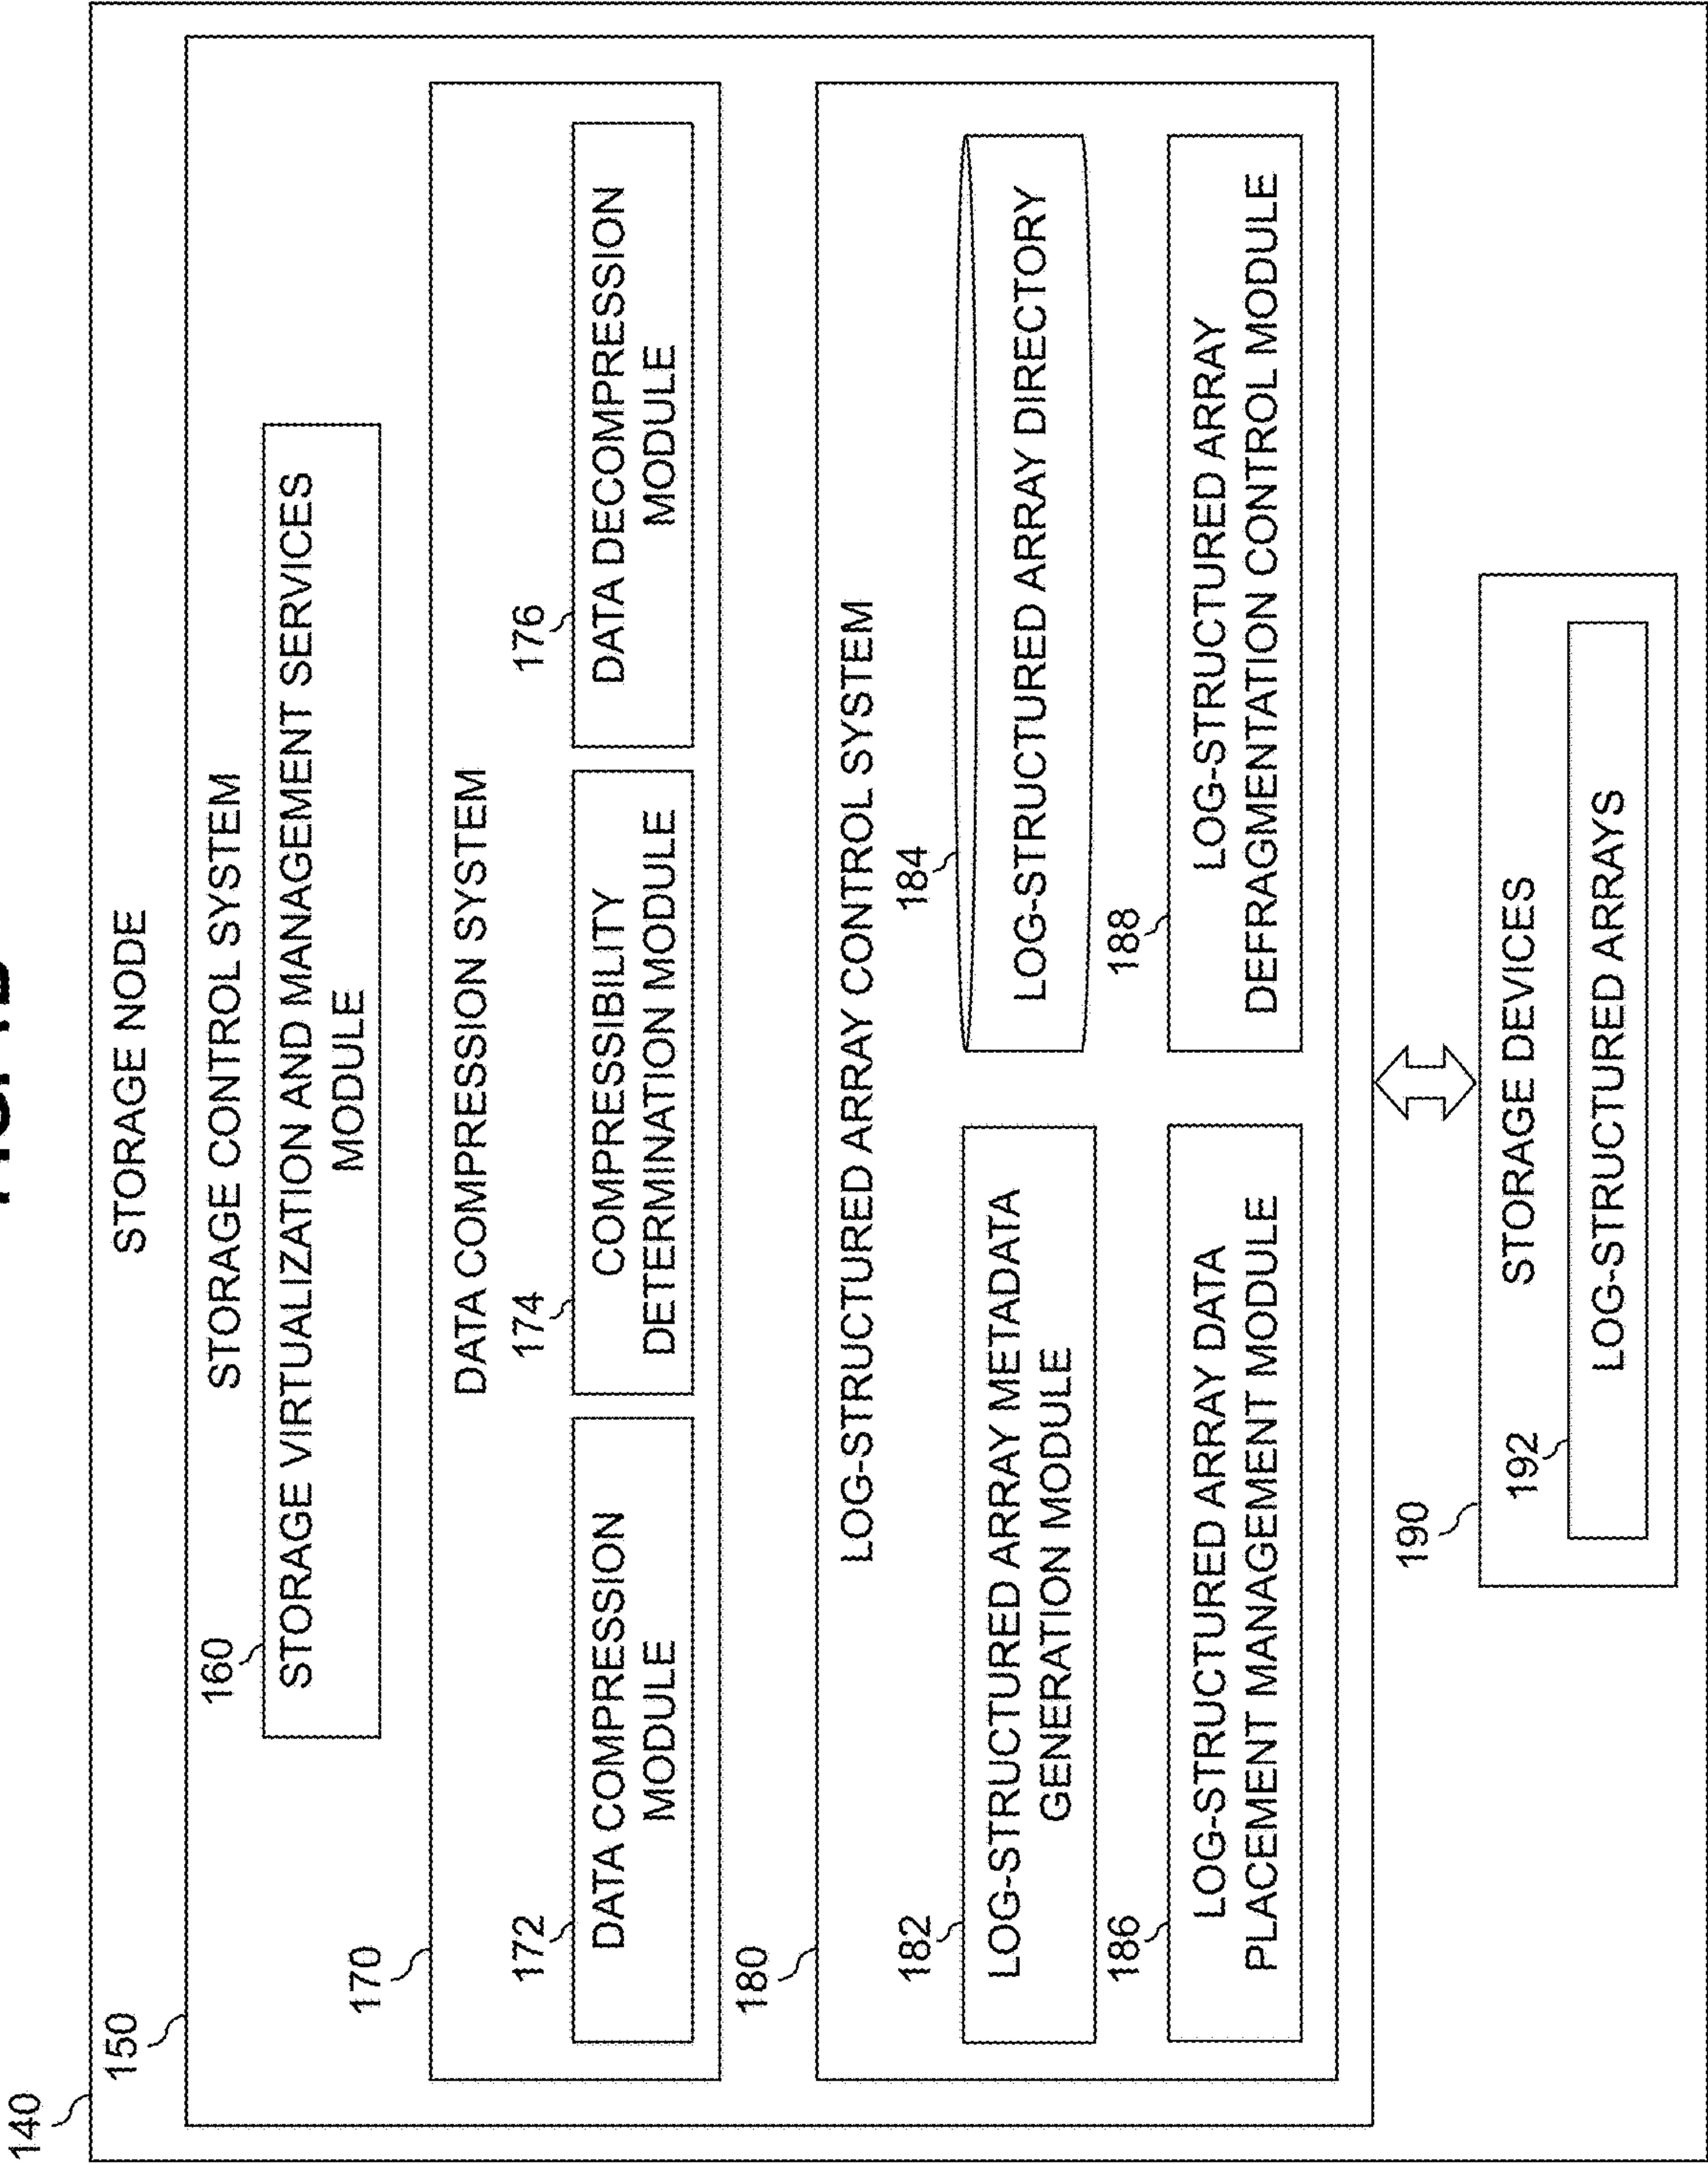 140
STORAGE NODE
150
STORAGE CONTROL SYSTEM
160
STORAGE VIRTUALIZATION AND MANAGEMENT SERVICES
MODULE
170
DATA COMPRESSION SYSTEM
172
DATA COMPRESSION
MODULE
174
COMPRESSIBILITY
DETERMINATION MODULE
176
DATA DECOMPRESSION
MODULE
180
LOG-STRUCTURED ARRAY CONTROL SYSTEM
182
LOG-STRUCTURED ARRAY METADATA
GENERATION MODULE
184
LOG-STRUCTURED ARRAY DIRECTORY
186
LOG-STRUCTURED ARRAY DATA
PLACEMENT MANAGEMENT MODULE
188
LOG-STRUCTURED ARRAY
DEFRAGMENTATION CONTROL MODULE
190
STORAGE DEVICES
192
LOG-STRUCTURED ARRAYS